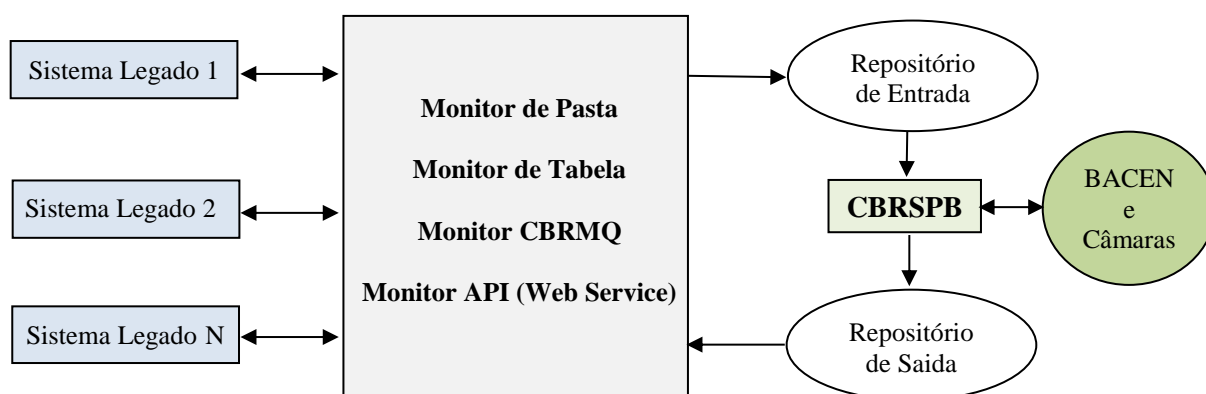 Sistema Legado 1
Sistema Legado 2
Sistema Legado N
Monitor de Pasta
Monitor de Tabela
Monitor CBRMQ
Monitor API (Web Service)
Repositório
de Entrada
CBRSPB
BACEN
e
Câmaras
Repositório
de Saida